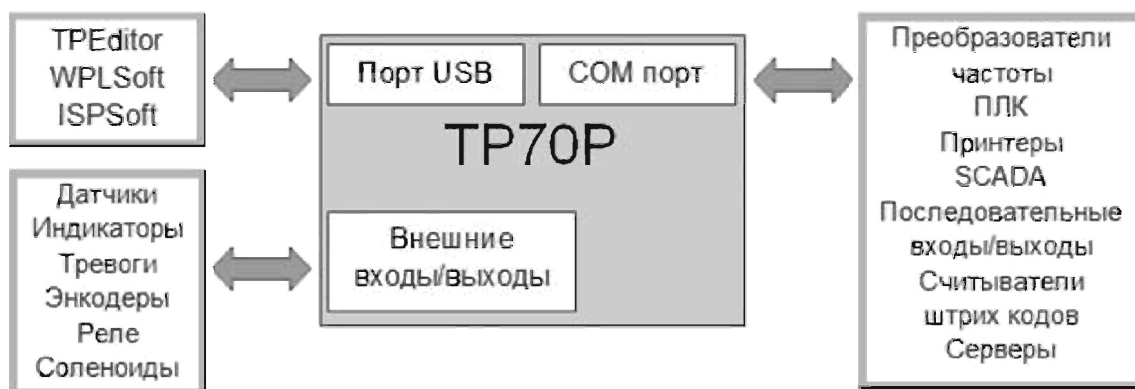 TPEditor
WPLSoft
ISPSoft
Датчики
Индикаторы
Тревоги
Энкодеры
Реле
Соленоиды
Порт USB
COM порт
TP70P
Внешние
входы/выходы
Преобразователи
частоты
ПЛК
Принтеры
SCADA
Последовательные
входы/выходы
Считыватели
штрих кодов
Серверы